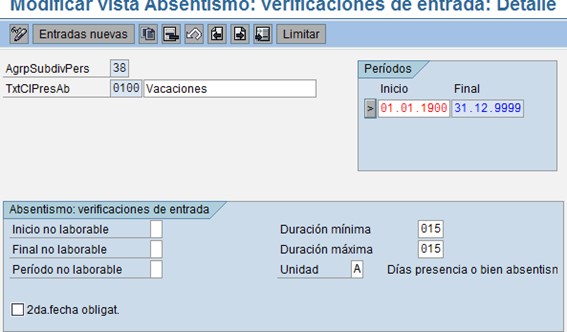 Modificar vista Absentismo: verificaciones de entrada: Detalle
Entradas nuevas Limitar
AgrpSubdivPers 38
TxtClPresAb 0100 Vacaciones
Períodos
Inicio Final
> 01.01.1900 31.12.9999
Absentismo: verificaciones de entrada
Inicio no laborable
Final no laborable
Período no laborable
Duración mínima 015
Duración máxima 015
Unidad A Días presencia o bien absentisn
2da.fecha obligat.